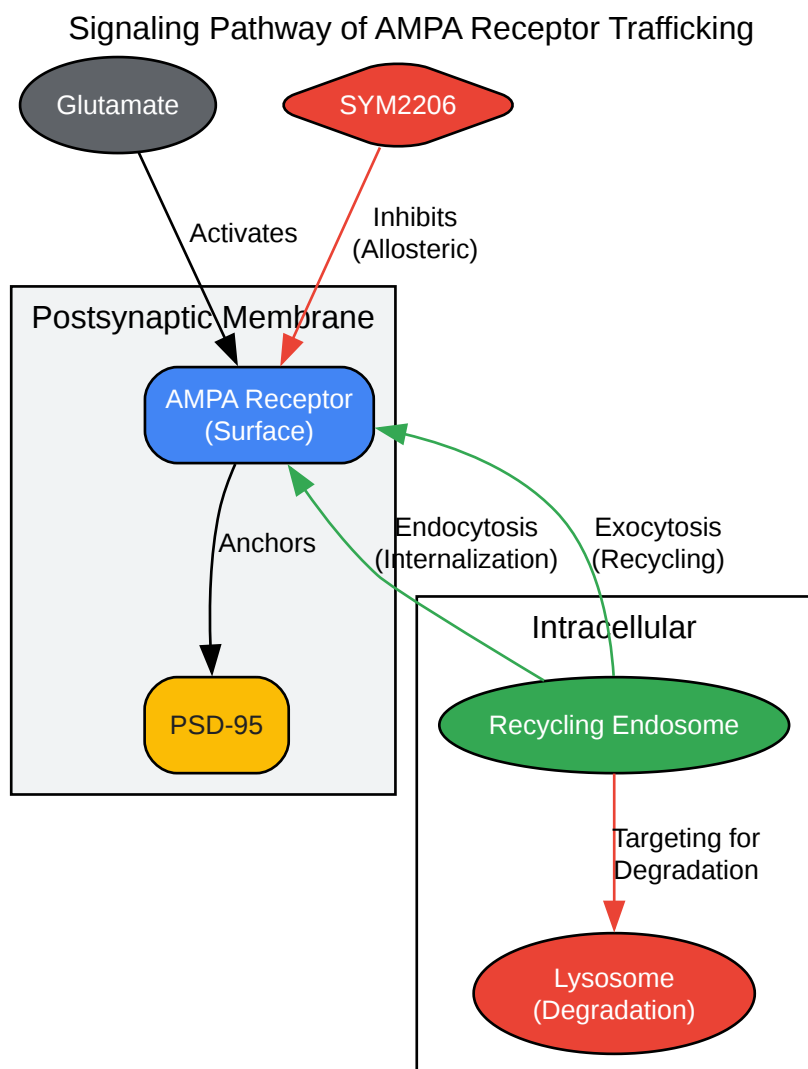 Signaling Pathway of AMPA Receptor Trafficking
Glutamate
SYM2206
Activates
Inhibits
(Allosteric)
Postsynaptic Membrane
AMPA Receptor
(Surface)
Anchors
Endocytosis
(Internalization)
Exocytosis
(Recycling)
Intracellular
PSD-95
Recycling Endosome
Targeting for
Degradation
Lysosome
(Degradation)